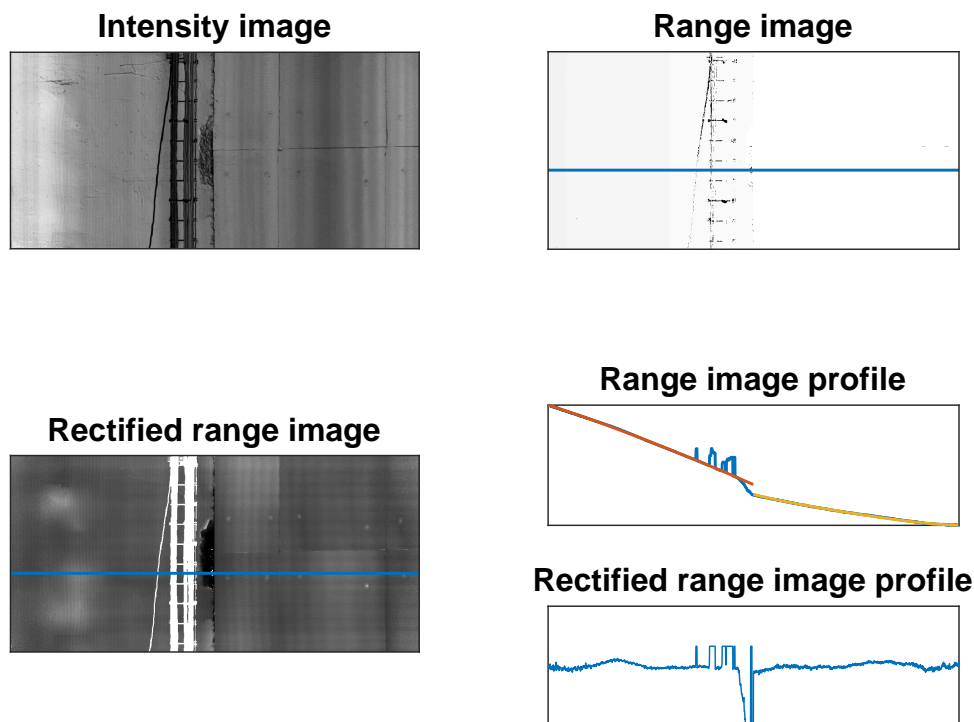 Intensity image
Range image
Range image profile
Rectified range image
Rectified range image profile